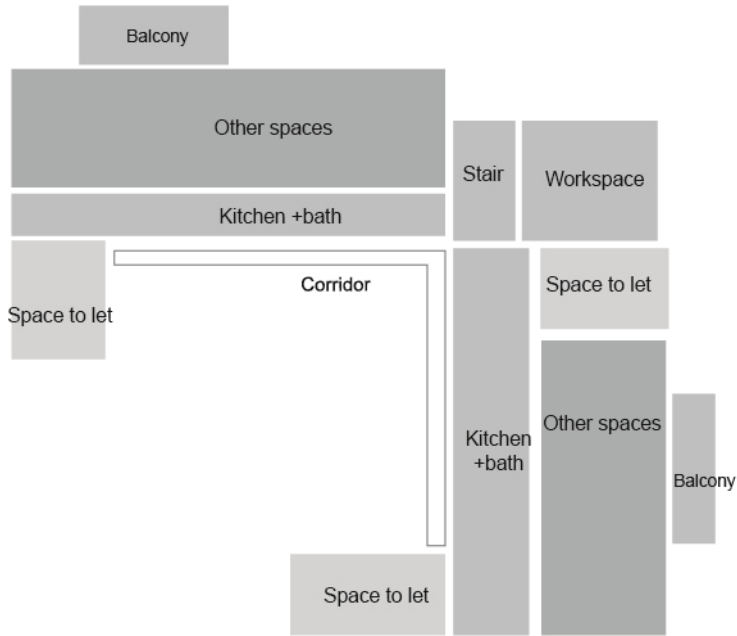 Balcony
Other spaces
Stair
Workspace
Kitchen +bath
Space to let
Corridor
Space to let
Other spaces
Kitchen
+bath
Balcony
Space to let